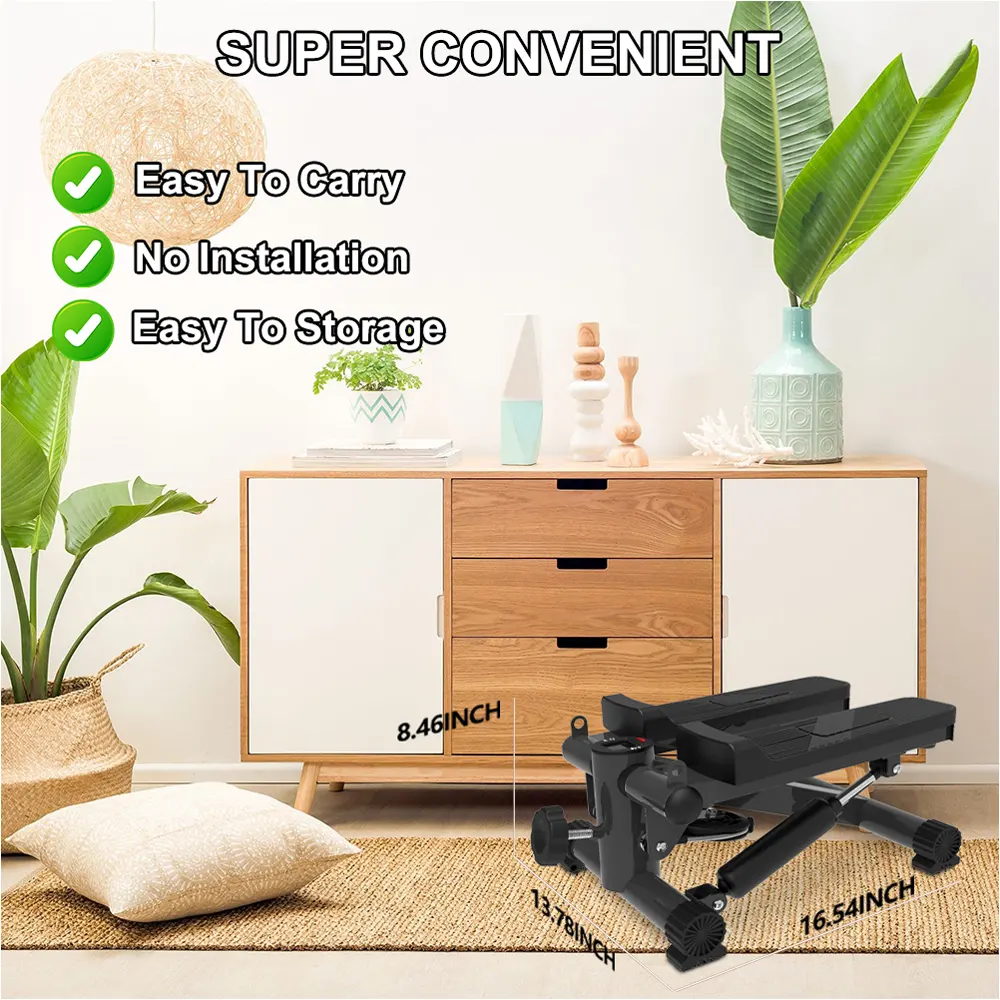 SUPER CONVENIENT
Easy To Carry
No Installation
Easy To Storage
8.46INCH
13.78INCH
16.54INCH